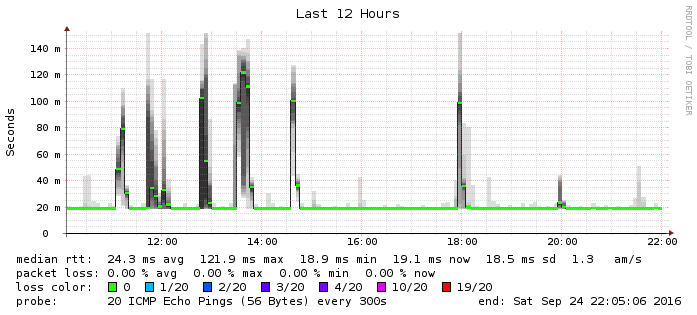 Last 12 Hours
RRDTOOL / TOBI OETIKER
Seconds
140 m
120 m
100 m
80 m
60 m
40 m
20 m
0
12:00 14:00 16:00 18:00 20:00 22:00
median rtt: 24.3 ms avg 121.9 ms max 18.9 ms min 19.1 ms now 18.5 ms sd 1.3 am/s
packet loss: 0.00 % avg 0.00 % max 0.00 % min 0.00 % now
loss color: 0 1/20 2/20 3/20 4/20 10/20 19/20
probe: 20 ICMP Echo Pings (56 Bytes) every 300s end: Sat Sep 24 22:05:06 2016